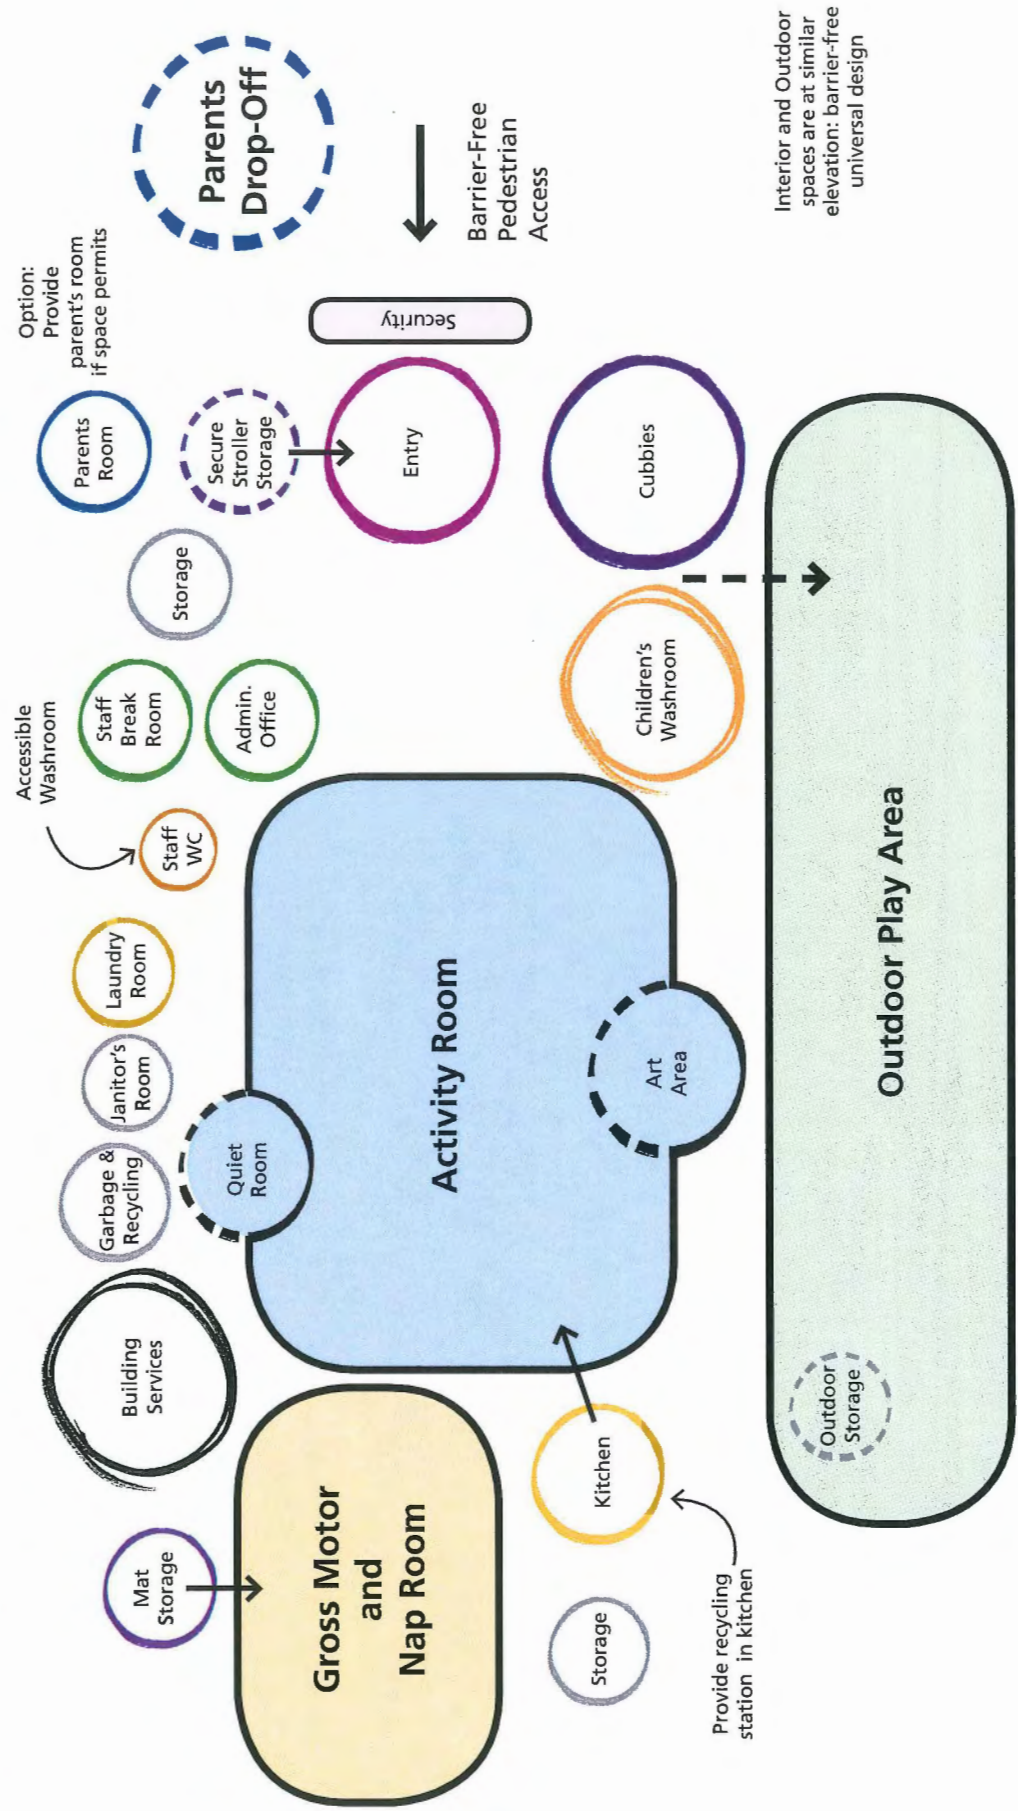 Option:
Provide
parent's room
if space permits
Parents
Drop-Off
Accessible
Washroom
Parents
Room
Secure
Stroller
Storage
Storage
Staff
Break
Room
Admin.
Office
Staff
WC
Laundry
Room
Janitor's
Room
Garbage &
Recycling
Building
Services
Mat
Storage
Quiet
Room
Gross Motor
and
Nap Room
Activity Room
Entry
Security
Barrier-Free
Pedestrian
Access
Cubbies
Children's
Washroom
Art
Area
Kitchen
Storage
Provide recycling
station in kitchen
Outdoor
Storage
Outdoor Play Area
Interior and Outdoor
spaces are at similar
elevation: barrier-free
universal design